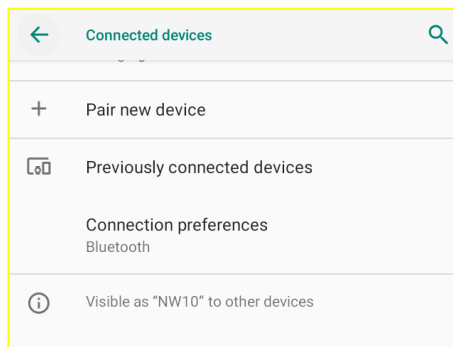 Connected devices
Pair new device
Previously connected devices
Connection preferences
Bluetooth
Visible as “NW10” to other devices